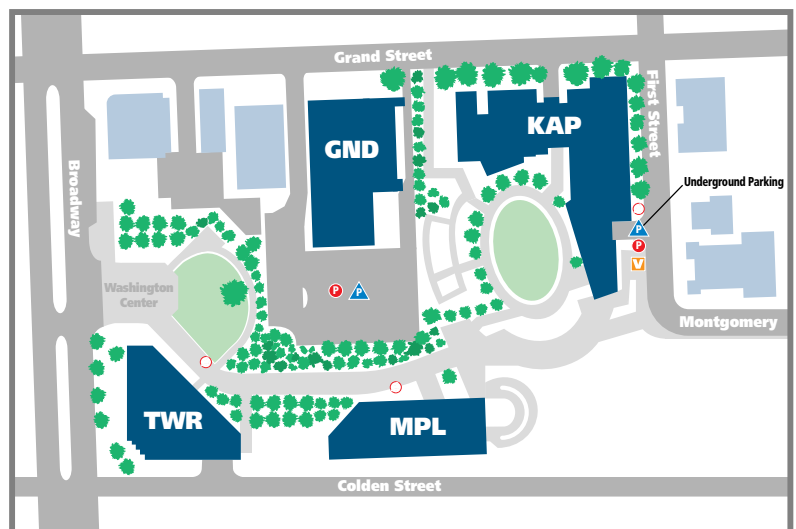 Grand Street
First Street
KAP
GND
Broadway
Underground Parking
P
P
V
Washington
Center
P
P
Montgomery
TWR
MPL
Colden Street